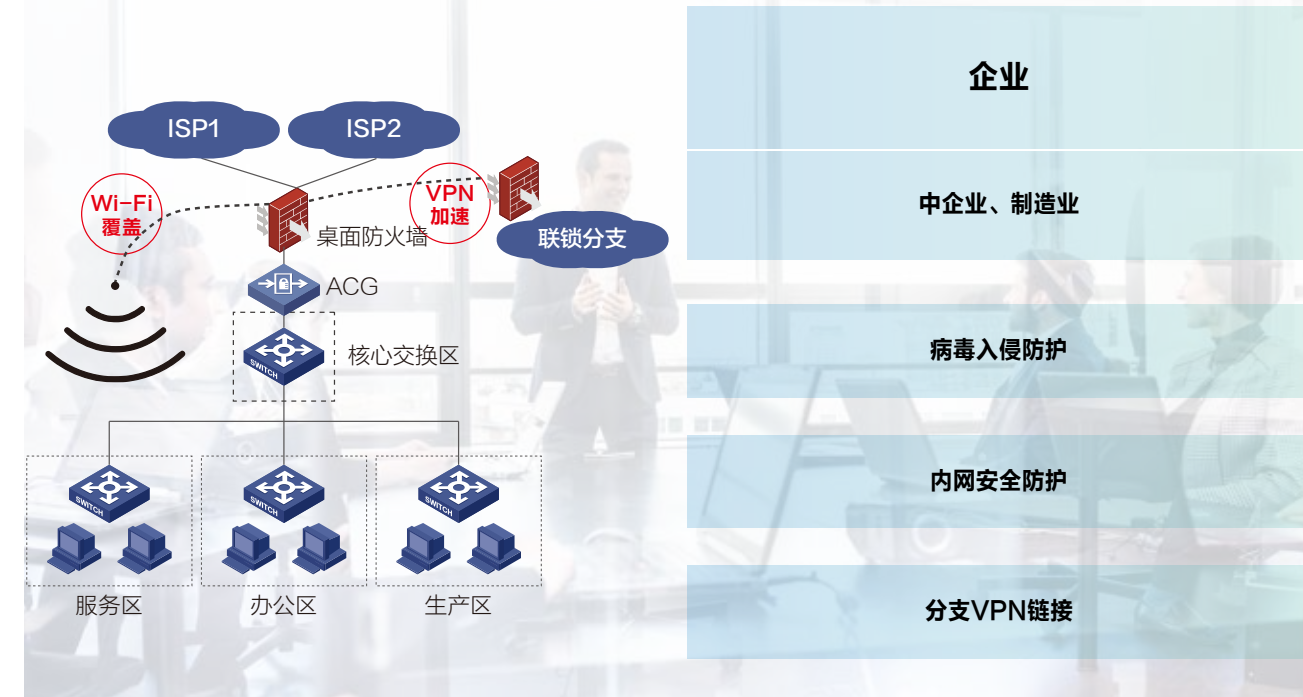 ISP1
ISP2
Wi-Fi
覆盖
VPN
加速
桌面防火墙
联锁分支
ACG
SWITCH
核心交换区
SWITCH
SWITCH
SWITCH
服务区
办公区
生产区
企业
中企业、制造业
病毒入侵防护
内网安全防护
分支VPN链接